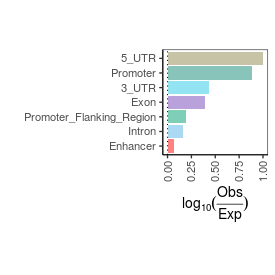 5_UTR
Promoter
3_UTR
Exon
Promoter_Flanking_Region
Intron
Enhancer
0.00
0.25
0.50
0.75
1.00
log10(Obs/Exp)